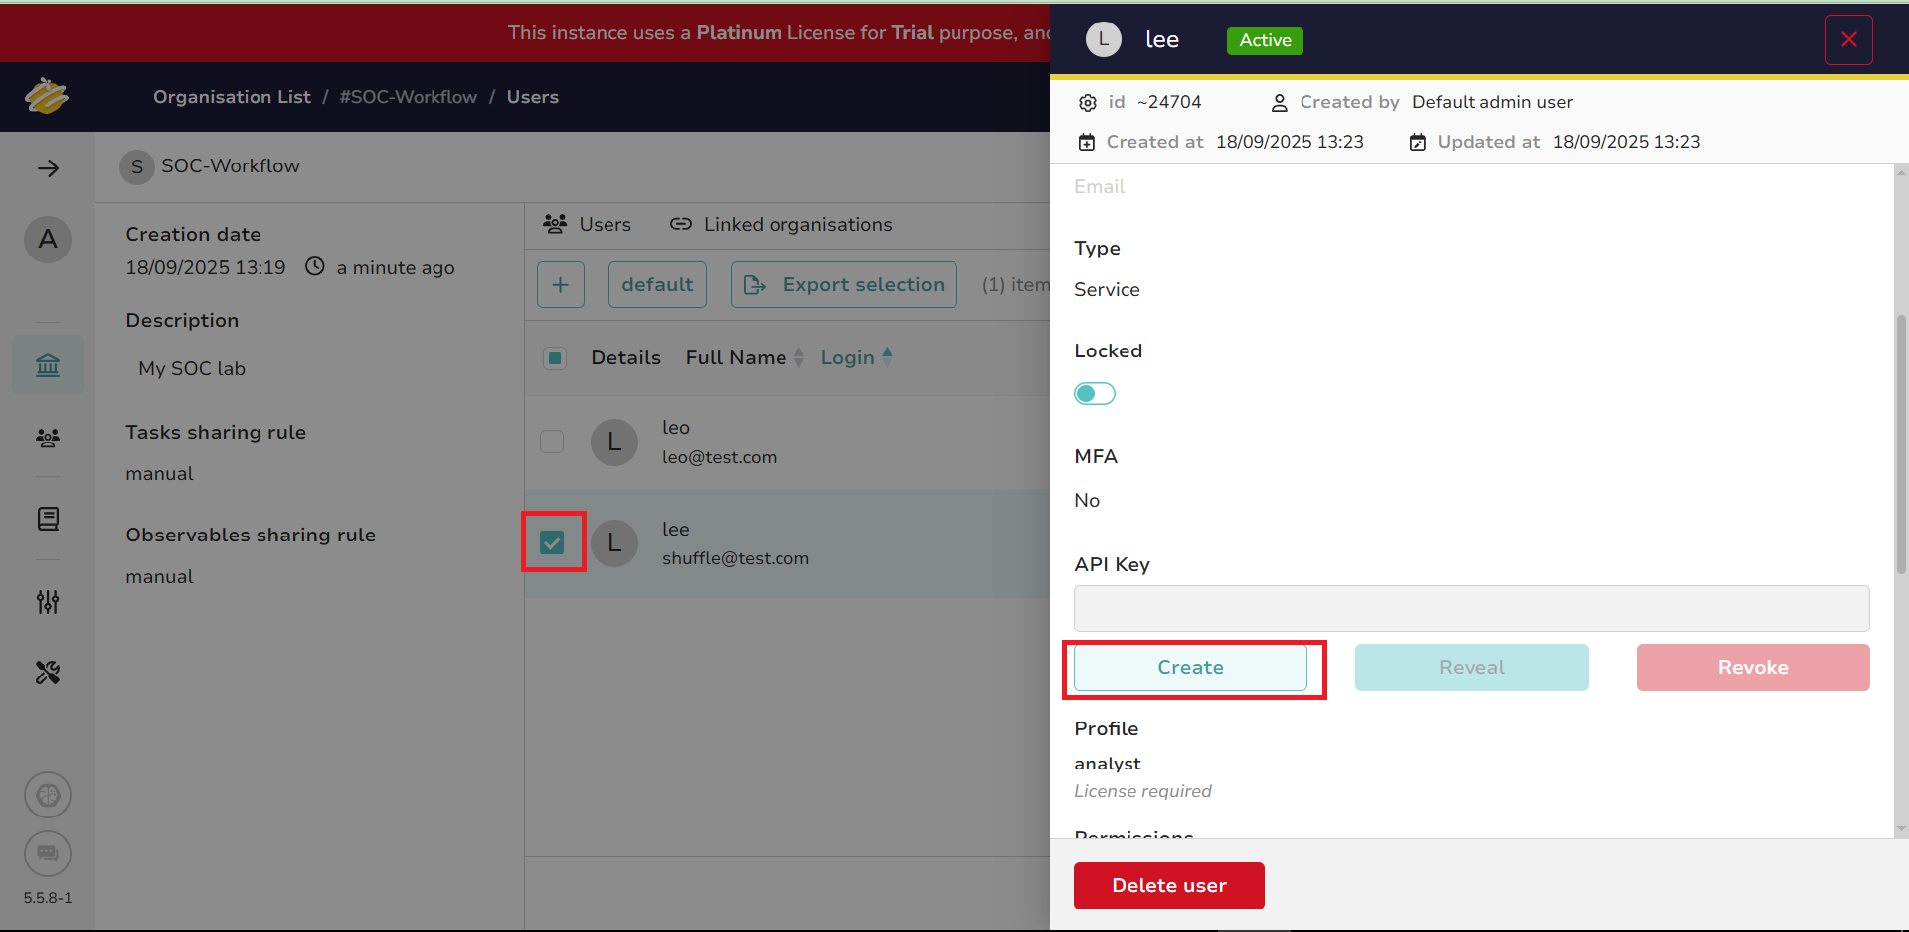 This instance uses a Platinum License for Trial purpose, and
Organisation List / #SOC-Workflow / Users
A
5.5.8-1
S SOC-Workflow
Creation date
18/09/2025 13:19 a minute ago
Description
My SOC lab
Tasks sharing rule
manual
Observables sharing rule
manual
Users Linked organisations
+ default Export selection (1) item
Details Full Name Login
L leo
leo@test.com
L lee
shuffle@test.com
L lee Active
id ~24704 Created by Default admin user
Created at 18/09/2025 13:23 Updated at 18/09/2025 13:23
Email
Type
Service
Locked
MFA
No
API Key
Create Reveal Revoke
Profile
analyst
License required
Permissions
Delete user